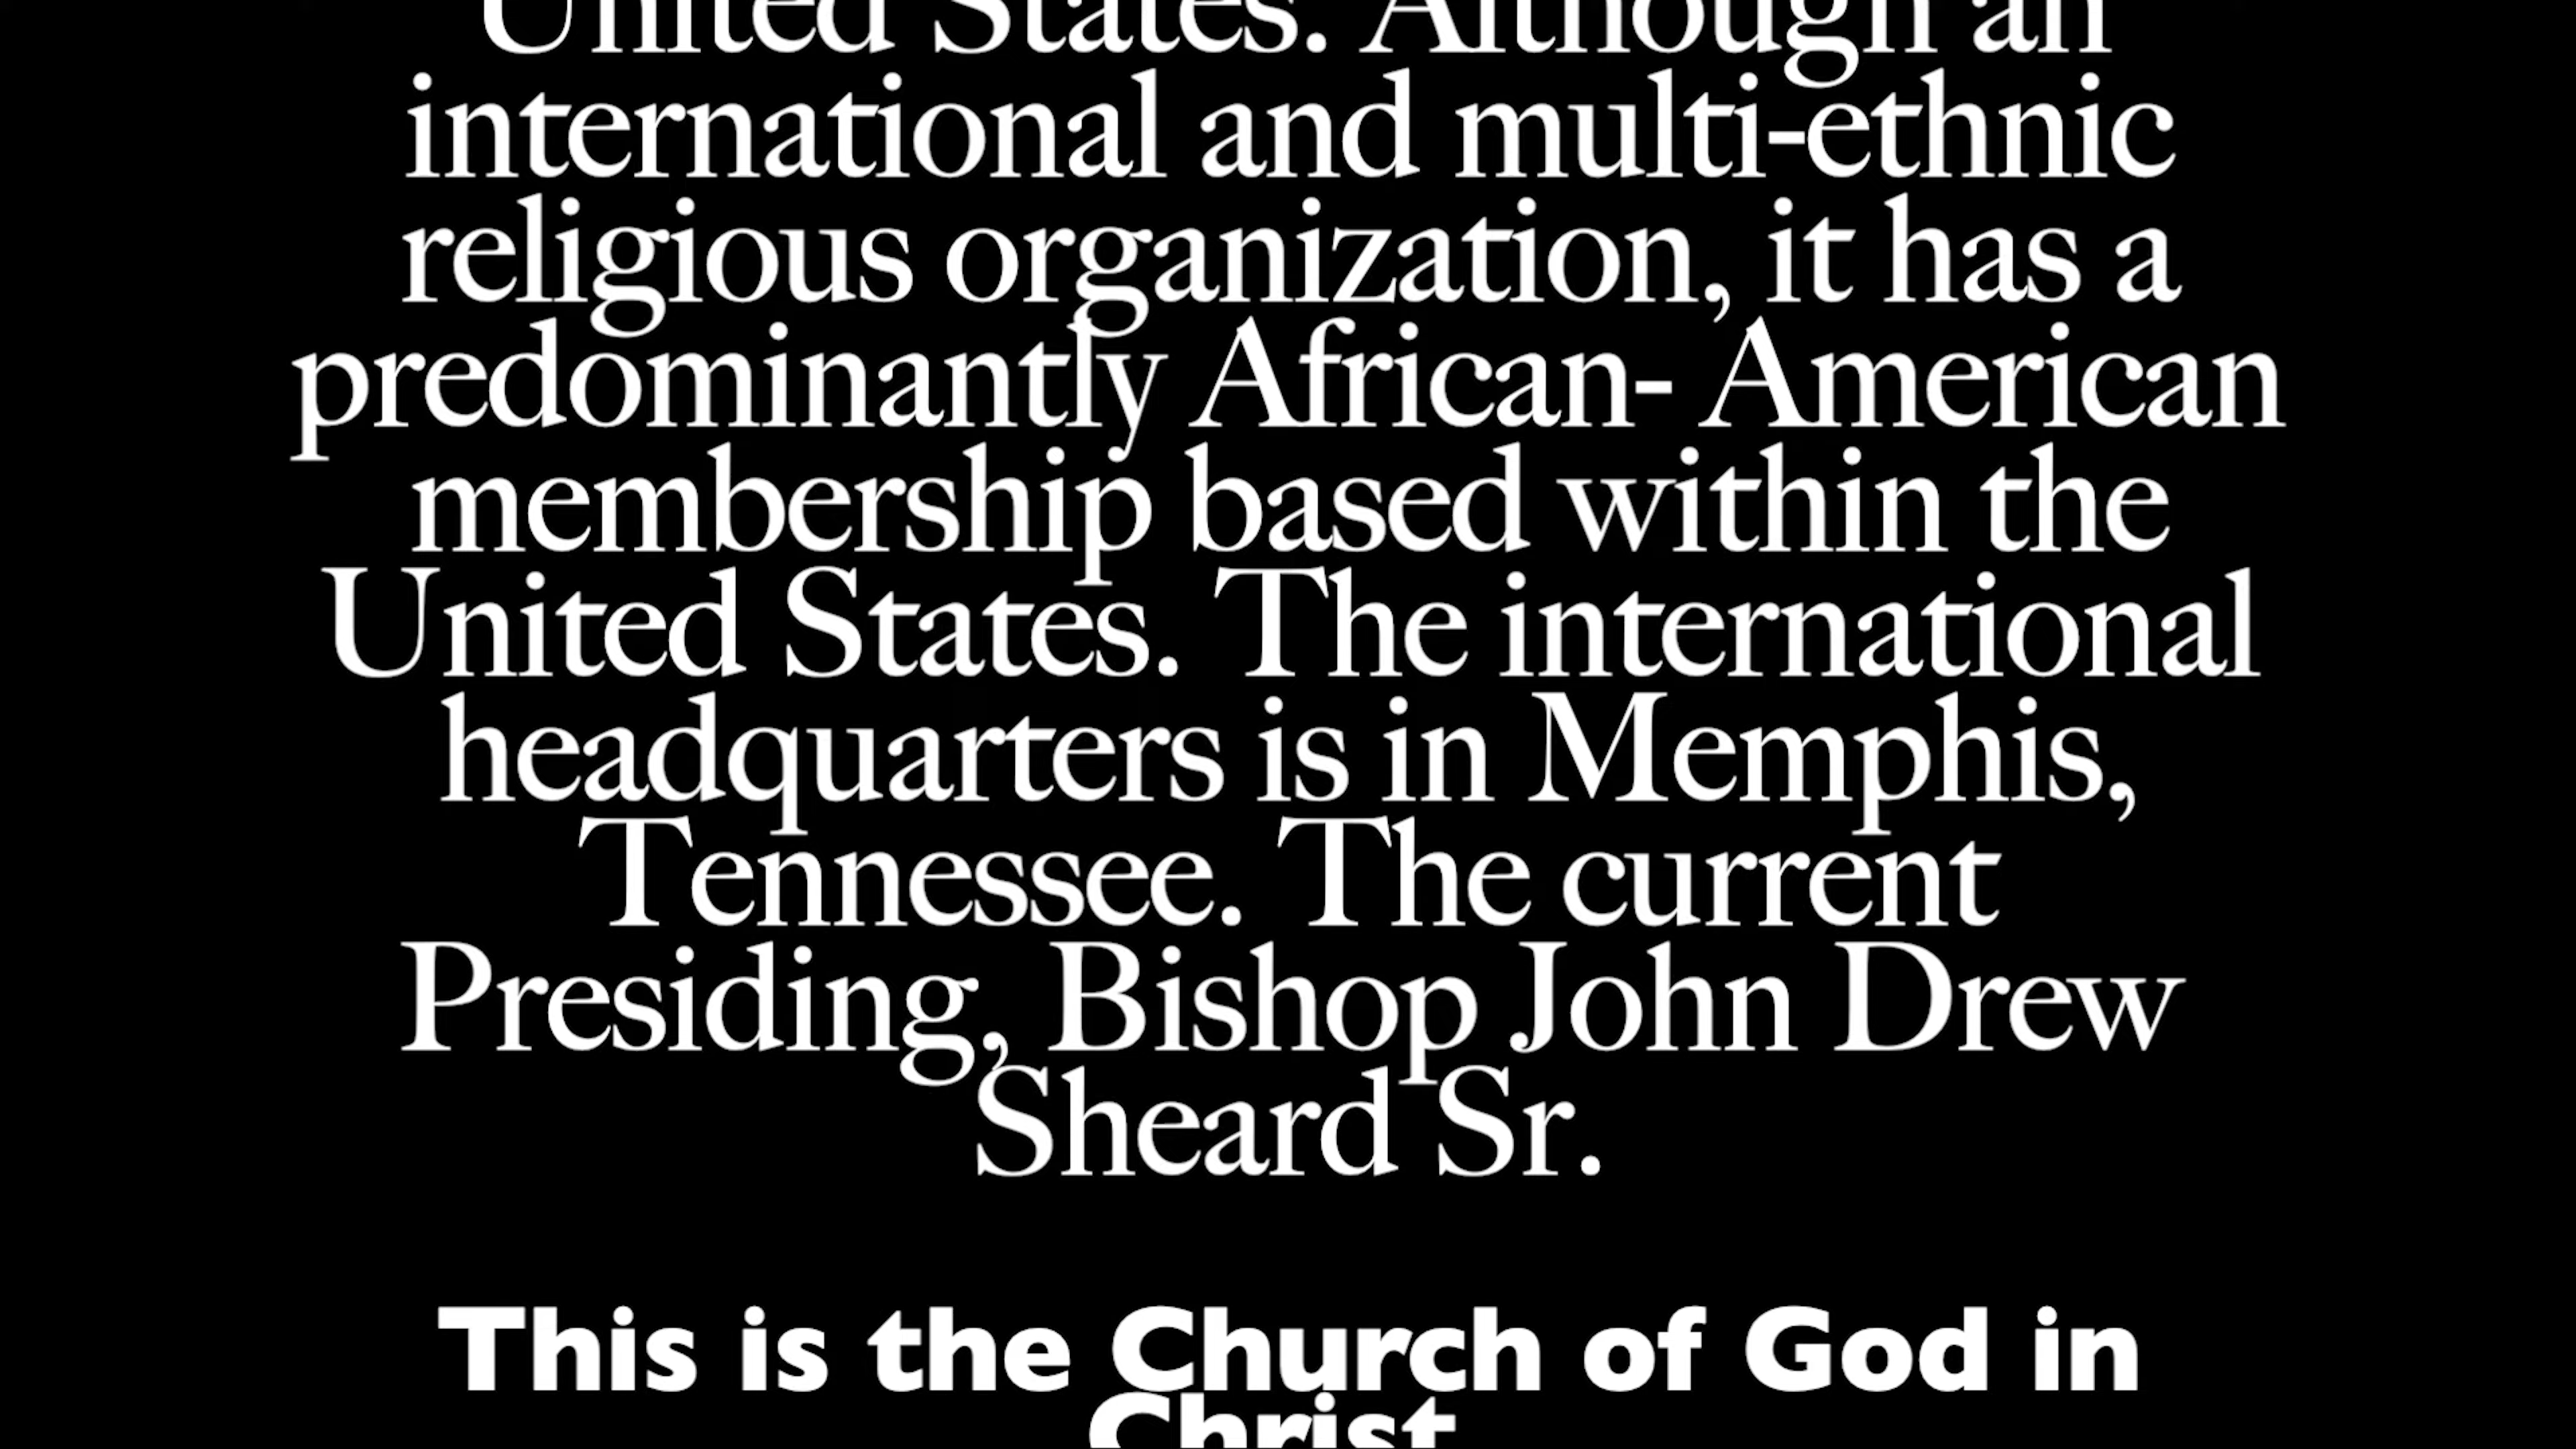 United States. Although an
international and multi-ethnic
religious organization, it has a
predominantly African- American
membership based within the
United States. The international
headquarters is in Memphis,
Tennessee. The current
Presiding, Bishop John Drew
Sheard Sr.
This is the Church of God in
Christ